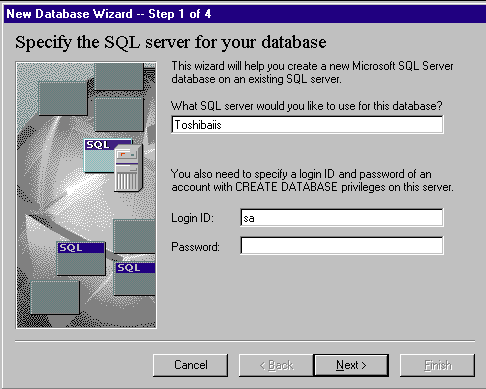 New Database Wizard -- Step 1 of 4
Specify the SQL server for your database
This wizard will help you create a new Microsoft SQL Server
database on an existing SQL server.
What SQL server would you like to use for this database?
Toshibaiis
SQL
You also need to specify a login ID and password of an
account with CREATE DATABASE privileges on this server.
Login ID: sa
Password:
SQL
SQL
Cancel < Back Next > Finish